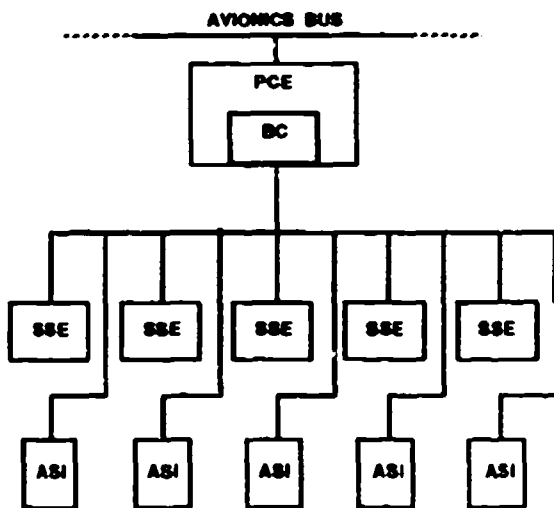 AVIONICS BUS
PCE
BC
SSE SSE SSE SSE SSE
ASI ASI ASI ASI ASI